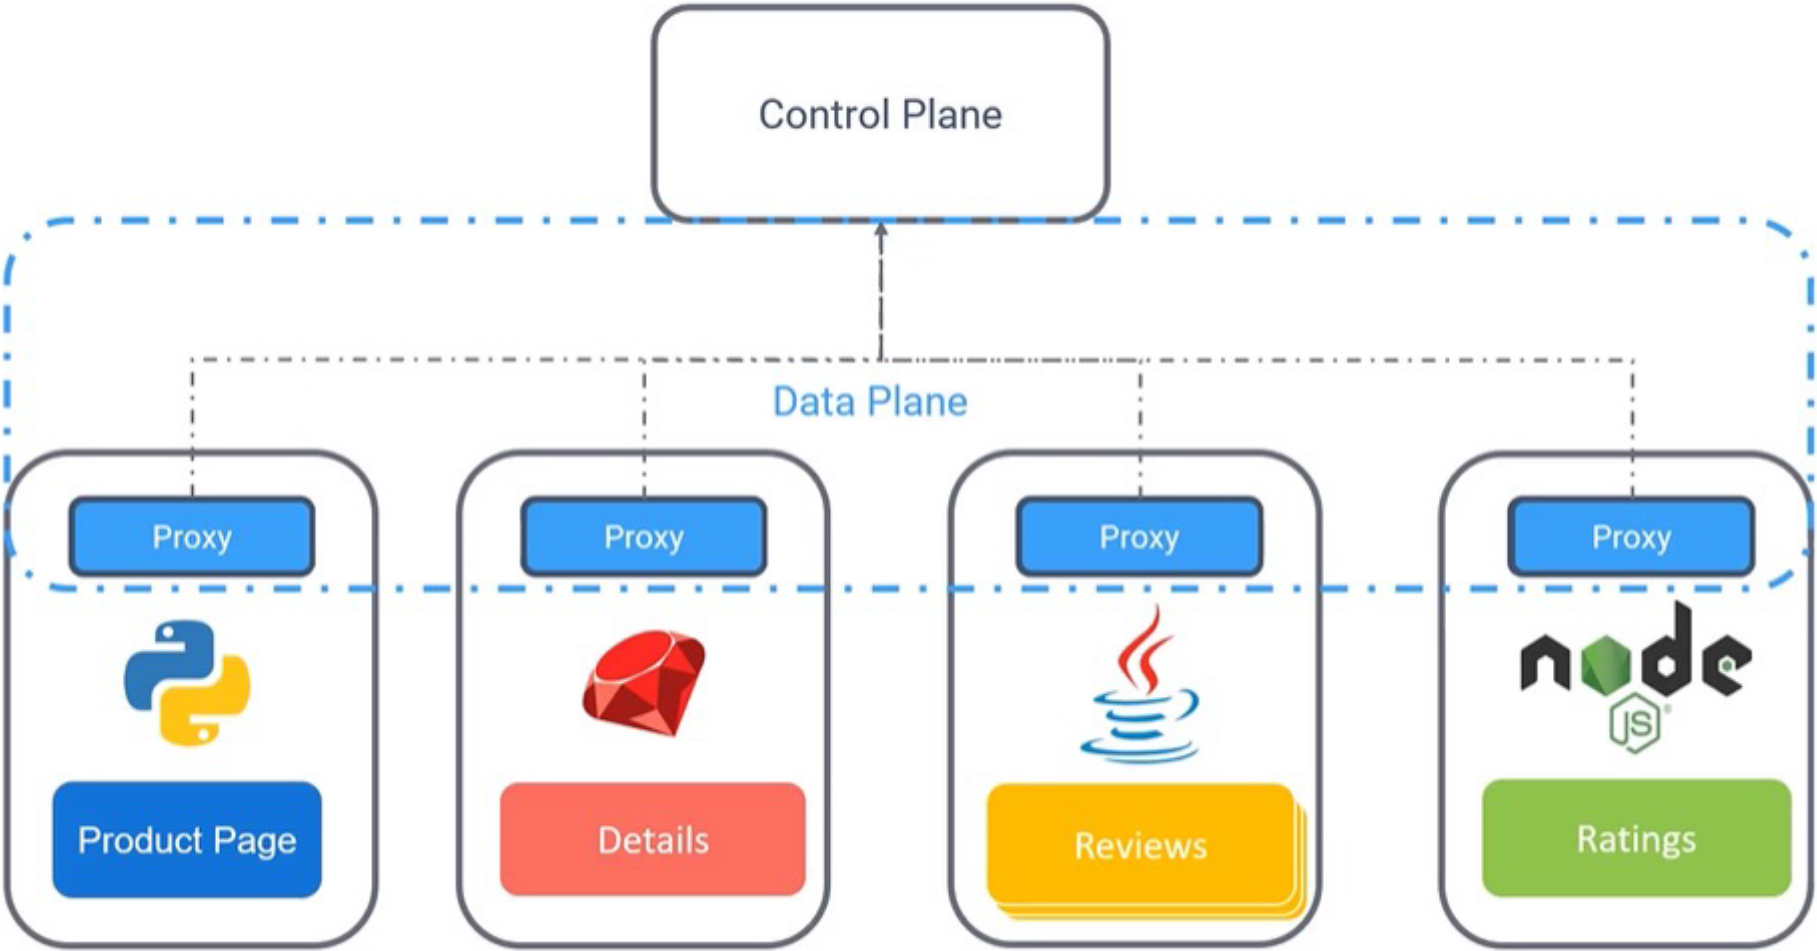 Control Plane
Data Plane
Proxy
Proxy
Proxy
Proxy
node
JS
®
Product Page
Details
Reviews
Ratings